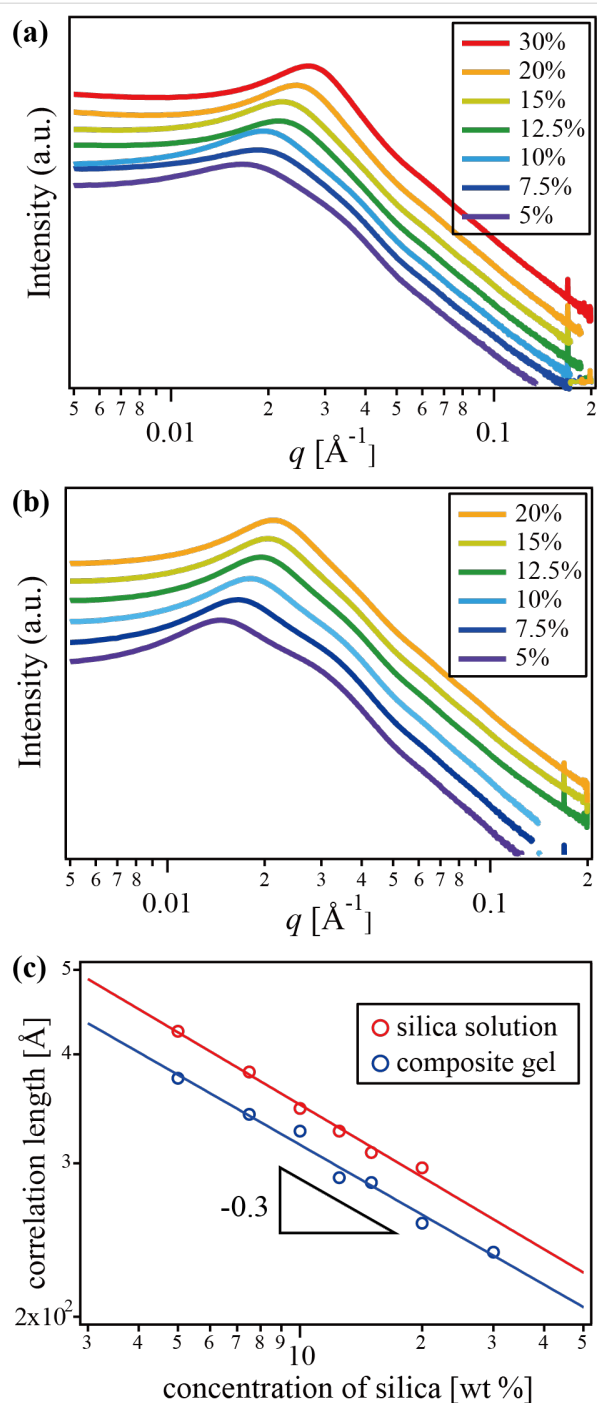 (a)
30%
20%
15%
12.5%
10%
7.5%
5%
Intensity (a.u.)
5 6 7 8 0.01 2 3 4 5 6 7 8 0.1 2
q [Å-1]
(b)
20%
15%
12.5%
10%
7.5%
5%
Intensity (a.u.)
5 6 7 8 0.01 2 3 4 5 6 7 8 0.1 2
q [Å-1]
(c)
5
4
3
2x10²
correlation length [Å]
silica solution
composite gel
-0.3
3 4 5 6 7 8 9 10 2 3 4 5
concentration of silica [wt %]